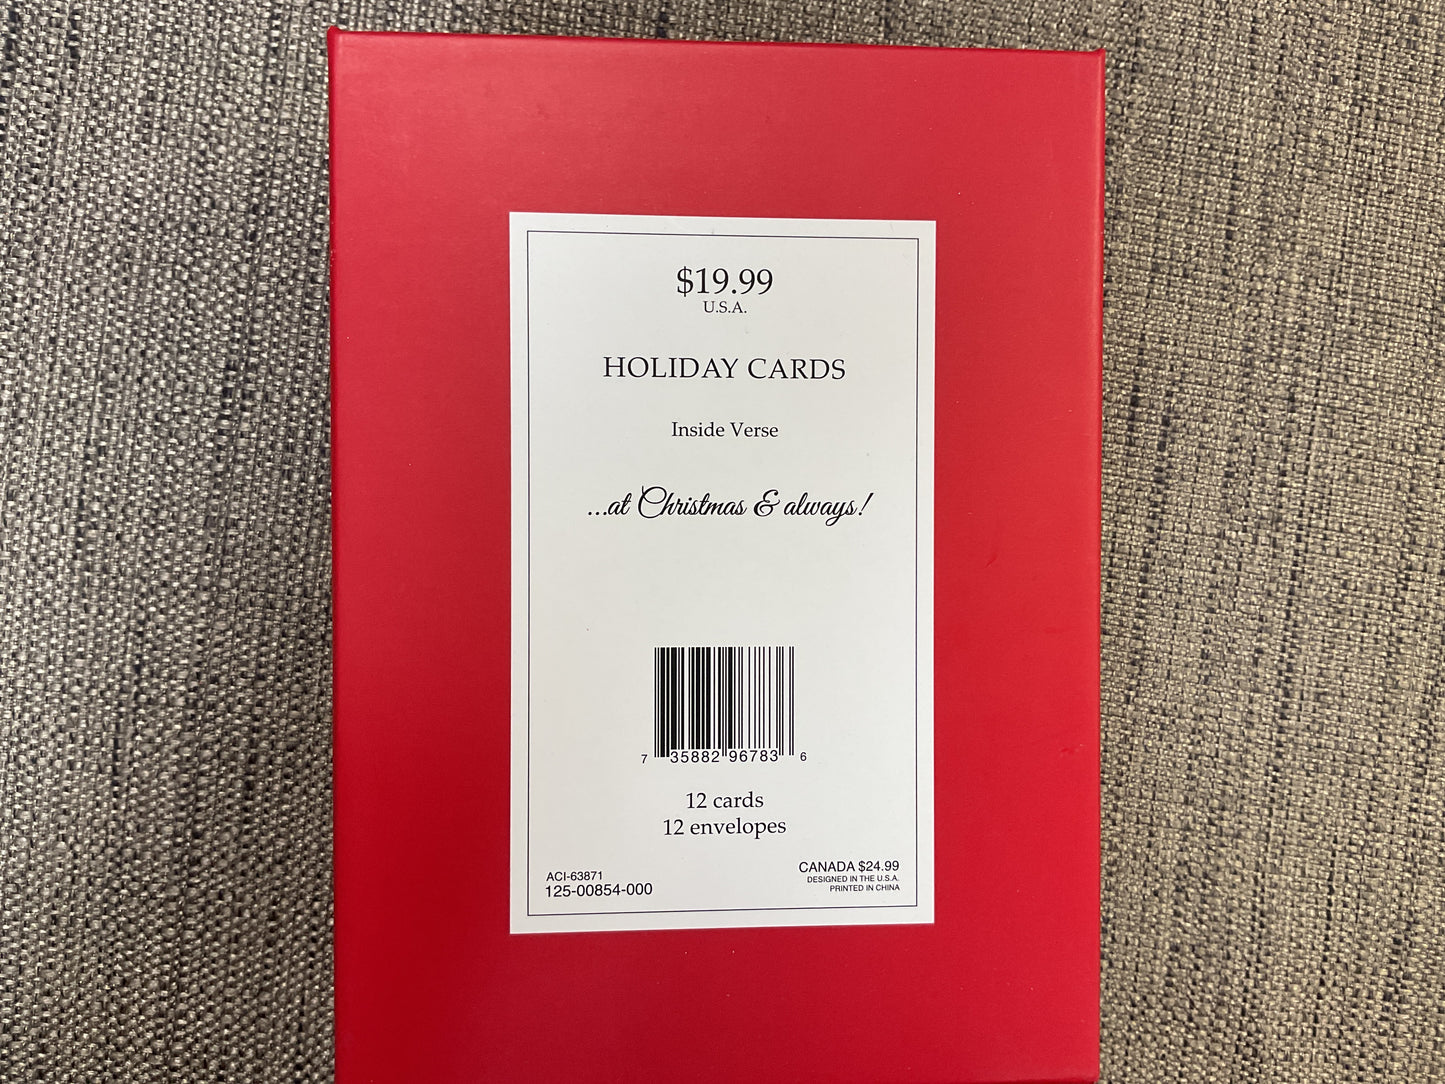 $19.99
U.S.A.
HOLIDAY CARDS
Inside Verse
...at Christmas & always!
7 35882 96783 6
12 cards
12 envelopes
ACI-63871
125-00854-000
CANADA $24.99
DESIGNED IN THE U.S.A.
PRINTED IN CHINA